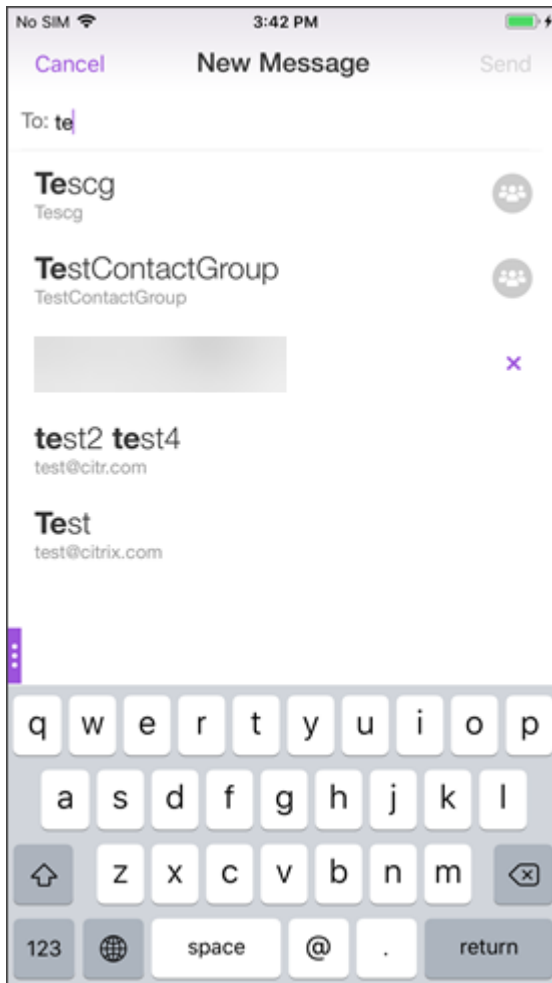 No SIM 3:42 PM
Cancel New Message Send
To: te
Tescg
Tescg
TestContactGroup
TestContactGroup
test2 test4
test@citr.com
Test
test@citrix.com
q w e r t y u i o p
a s d f g h j k l
z x c v b n m
123 space @ . return